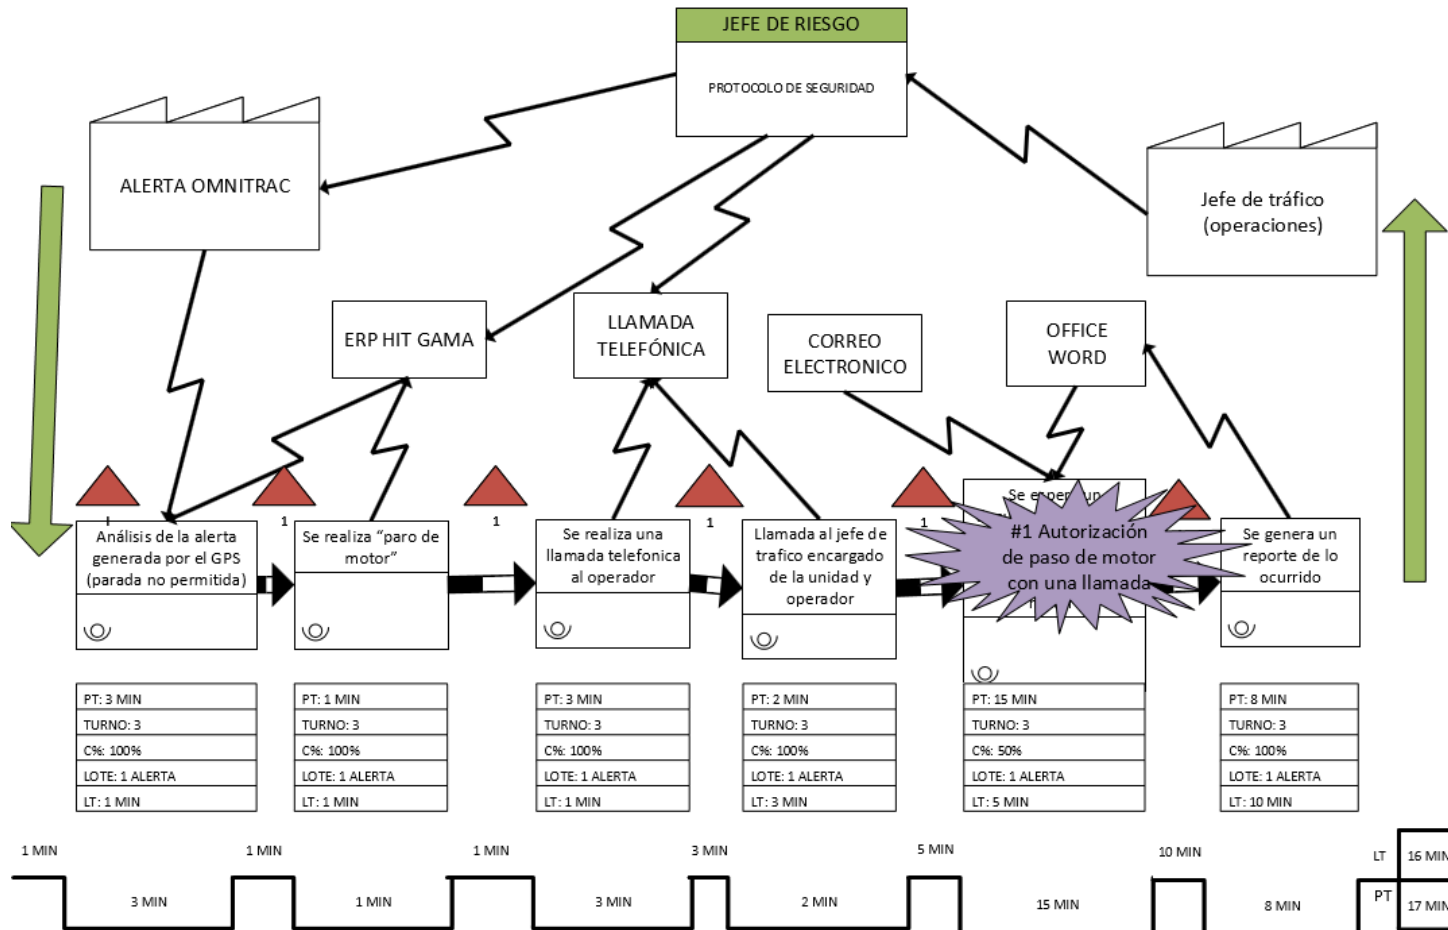 JEFE DE RIESGO
PROTOCOLO DE SEGURIDAD
ALERTA OMNITRAC
Jefe de tráfico
(operaciones)
ERP HIT GAMA
LLAMADA
TELEFÓNICA
CORREO
ELECTRONICO
OFFICE
WORD
1
1
1
1
1
Análisis de la alerta
generada por el GPS
(parada no permitida)
Se realiza “paro de
motor”
Se realiza una
llamada telefonica
al operador
Llamada al jefe de
trafico encargado
de la unidad y
operador
Se espera un
#1 Autorización
de paso de motor
con una llamada
Se genera un
reporte de lo
ocurrido
PT: 3 MIN
TURNO: 3
C%: 100%
LOTE: 1 ALERTA
LT: 1 MIN
PT: 1 MIN
TURNO: 3
C%: 100%
LOTE: 1 ALERTA
LT: 1 MIN
PT: 3 MIN
TURNO: 3
C%: 100%
LOTE: 1 ALERTA
LT: 1 MIN
PT: 2 MIN
TURNO: 3
C%: 100%
LOTE: 1 ALERTA
LT: 3 MIN
PT: 15 MIN
TURNO: 3
C%: 50%
LOTE: 1 ALERTA
LT: 5 MIN
PT: 8 MIN
TURNO: 3
C%: 100%
LOTE: 1 ALERTA
LT: 10 MIN
1 MIN
1 MIN
1 MIN
3 MIN
5 MIN
10 MIN
LT
16 MIN
3 MIN
1 MIN
3 MIN
2 MIN
15 MIN
8 MIN
PT
17 MIN